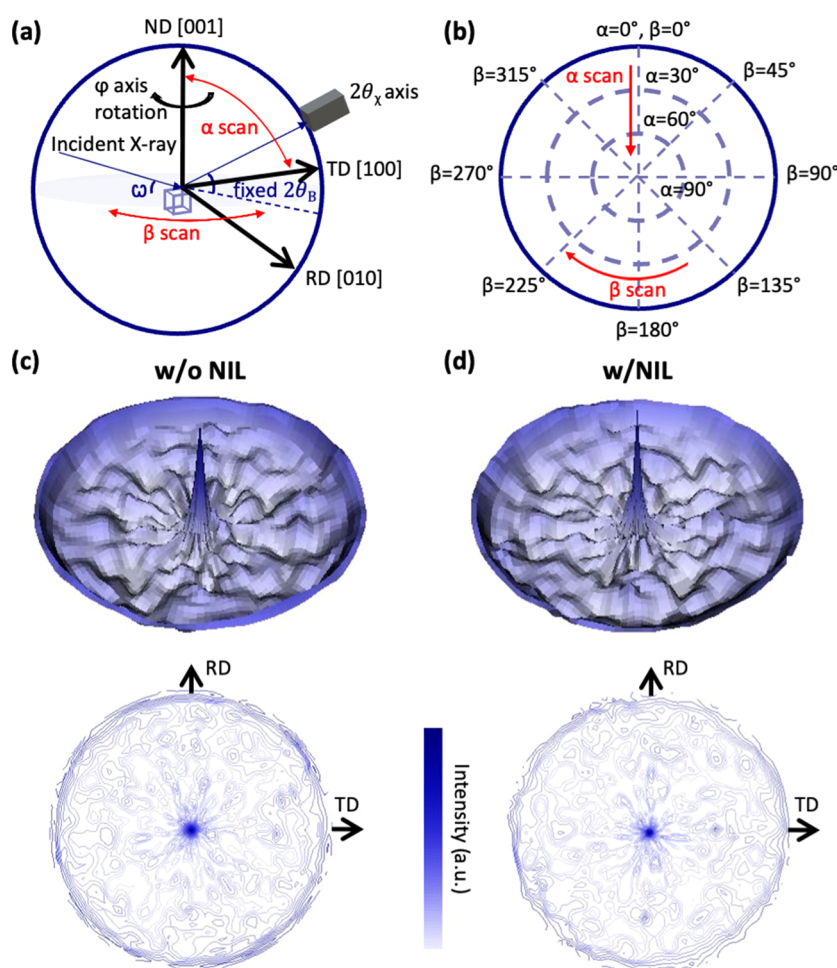 (a)
ND [001]
φ axis
rotation
2θχ axis
α scan
Incident X-ray
TD [100]
ω
fixed 2θB
β scan
RD [010]
(b)
α=0°, β=0°
β=315°
α scan
α=30°
β=45°
α=60°
β=270°
α=90°
β=90°
β=225°
β scan
β=135°
β=180°
(c)
w/o NIL
(d)
w/NIL
RD
TD
Intensity (a.u.)
RD
TD